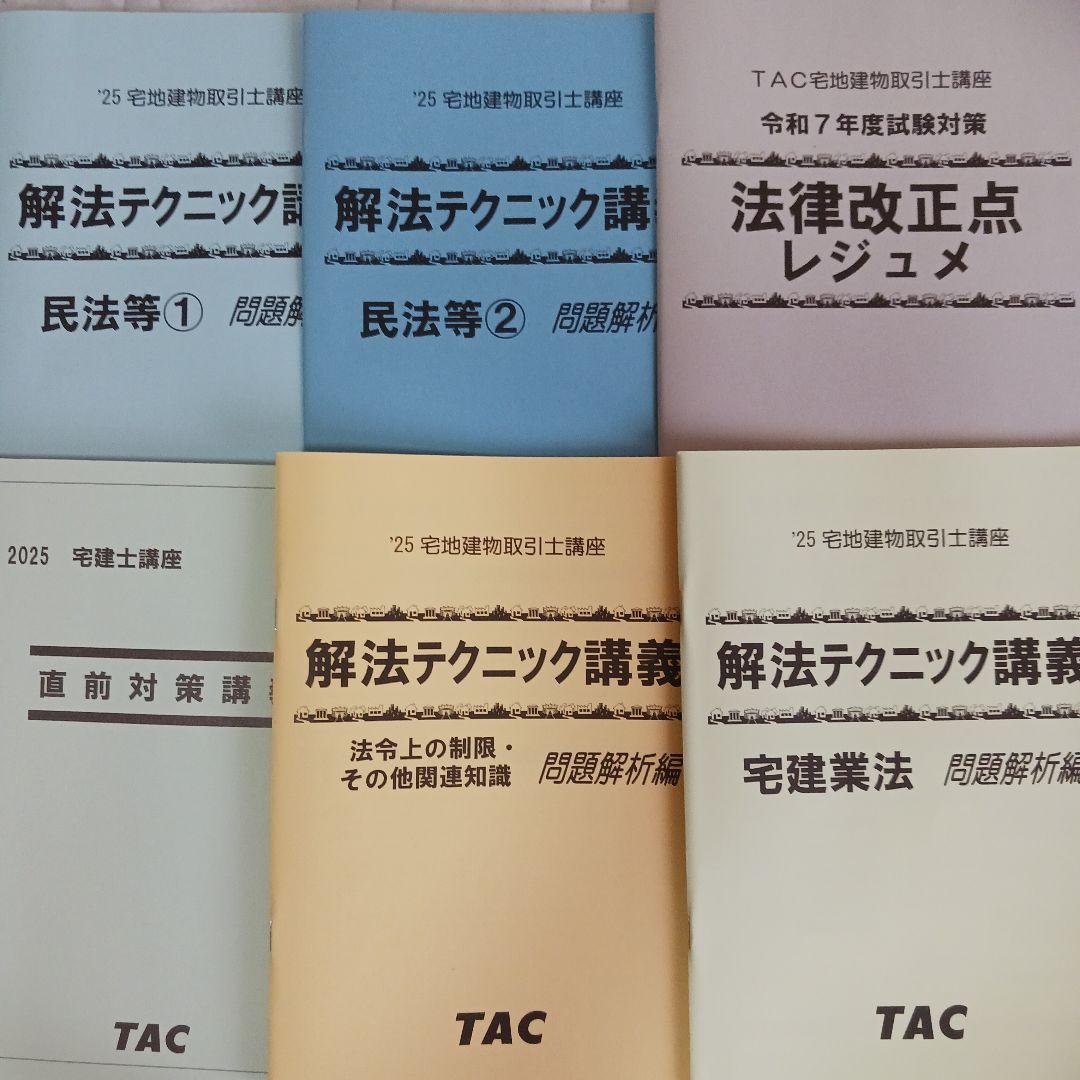 '25 宅地建物取引士講座
解法テクニック講
民法等① 問題解
'25 宅地建物取引士講座
解法テクニック講
民法等② 問題解析
TAC宅地建物取引士講座
令和7年度試験対策
法律改正点
レジュメ
2025 宅建士講座
直前対策講
TAC
'25 宅地建物取引士講座
解法テクニック講義
法令上の制限・
その他関連知識 問題解析編
TAC
'25 宅地建物取引士講座
解法テクニック講義
宅建業法 問題解析編
TAC